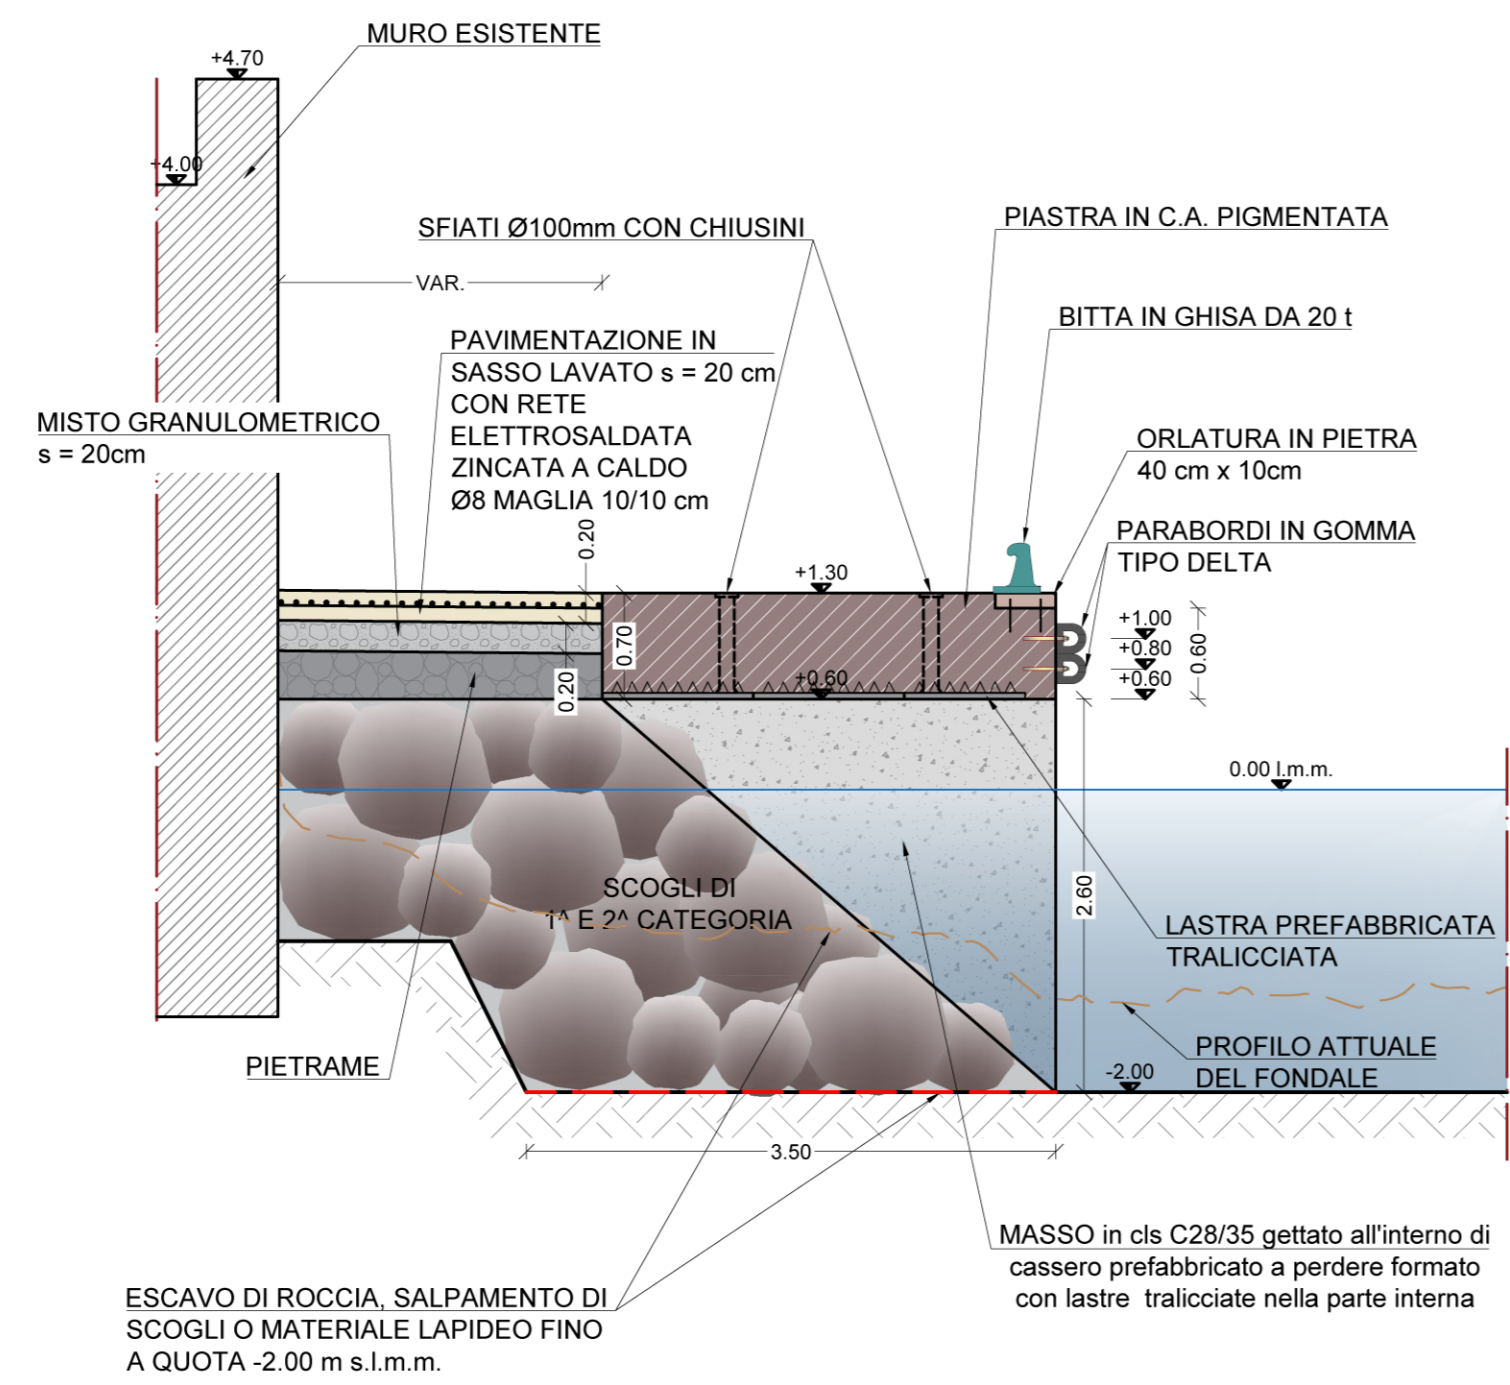 MURO ESISTENTE
+4.70
+4.00
SFIATI Ø100mm CON CHIUSINI
PIASTRA IN C.A. PIGMENTATA
VAR.
BITTA IN GHISA DA 20 t
PAVIMENTAZIONE IN
SASSO LAVATO s = 20 cm
CON RETE
ELETTROSALDATA
ZINCATA A CALDO
Ø8 MAGLIA 10/10 cm
MISTO GRANULOMETRICO
s = 20cm
ORLATURA IN PIETRA
40 cm x 10cm
PARABORDI IN GOMMA
TIPO DELTA
0.20
+1.30
+1.00
+0.80
+0.60
0.60
0.70
0.20
+0.60
0.00 l.m.m.
SCOGLI DI
1^ E 2^ CATEGORIA
2.60
LASTRA PREFABBRICATA
TRALICCIATA
PIETRAME
PROFILO ATTUALE
DEL FONDALE
-2.00
3.50
MASSO in cls C28/35 gettato all'interno di
cassero prefabbricato a perdere formato
con lastre tralicciate nella parte interna
ESCAVO DI ROCCIA, SALPAMENTO DI
SCOGLI O MATERIALE LAPIDEO FINO
A QUOTA -2.00 m s.l.m.m.